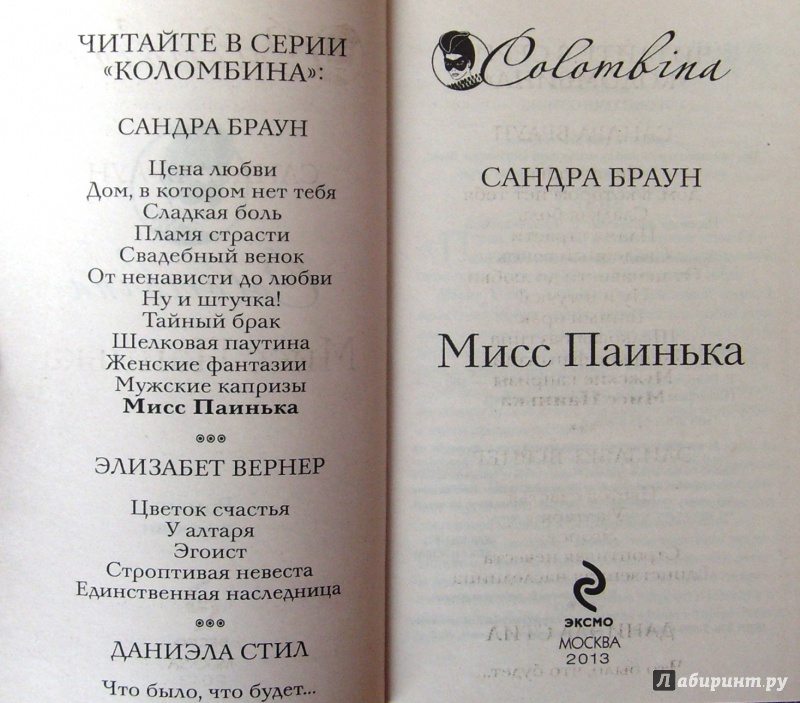 ЧИТАЙТЕ В СЕРИИ
«КОЛОМБИНА»:
САНДРА БРАУН
Цена любви
Дом, в котором нет тебя
Сладкая боль
Пламя страсти
Свадебный венок
От ненависти до любви
Ну и штучка!
Тайный брак
Шелковая паутина
Женские фантазии
Мужские капризы
Мисс Паинька
ЭЛИЗАБЕТ ВЕРНЕР
Цветок счастья
У алтаря
Эгоист
Строптивая невеста
Единственная наследница
ДАНИЭЛА СТИЛ
Что было, что будет...
Colombina
САНДРА БРАУН
Мисс Паинька
ЭКСМО
МОСКВА
2013
Лабиринт.ру